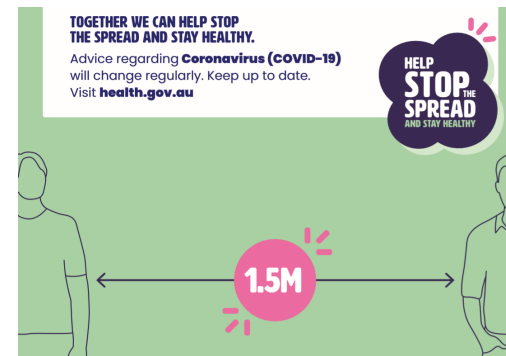 TOGETHER WE CAN HELP STOP
THE SPREAD AND STAY HEALTHY.
Advice regarding Coronavirus (COVID-19)
will change regularly. Keep up to date.
Visit health.gov.au
HELP
STOP THE
SPREAD
AND STAY HEALTHY
1.5M